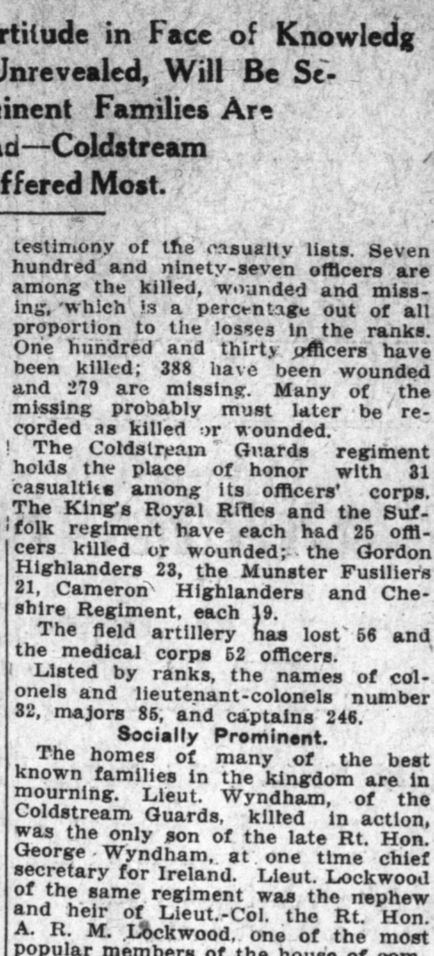 rtitude in Face of Knowledg
Unrevealed, Will Be Se-
inent Families Are
ad—Coldstream
ffered Most.
testimony of the casualty lists. Seven
hundred and ninety-seven officers are
among the killed, wounded and miss-
ing, which is a percentage out of all
proportion to the losses in the ranks.
One hundred and thirty officers have
been killed; 388 have been wounded
and 279 are missing. Many of the
missing probably must later be re-
corded as killed or wounded.
The Coldstream Guards regiment
holds the place of honor with 31
casualties among its officers' corps.
The King's Royal Rifles and the Suf-
folk regiment have each had 25 offi-
cers killed or wounded; the Gordon
Highlanders 23, the Munster Fusiliers
21, Cameron Highlanders and Che-
shire Regiment, each 19.
The field artillery has lost 56 and
the medical corps 52 officers.
Listed by ranks, the names of col-
onels and lieutenant-colonels number
32, majors 85, and captains 246.
Socially Prominent.
The homes of many of the best
known families in the kingdom are in
mourning. Lieut. Wyndham, of the
Coldstream Guards, killed in action,
was the only son of the late Rt. Hon.
George Wyndham, at one time chief
secretary for Ireland. Lieut. Lockwood
of the same regiment was the nephew
and heir of Lieut.-Col. the Rt. Hon.
A. R. M. Lockwood, one of the most
popular members of the house of com-